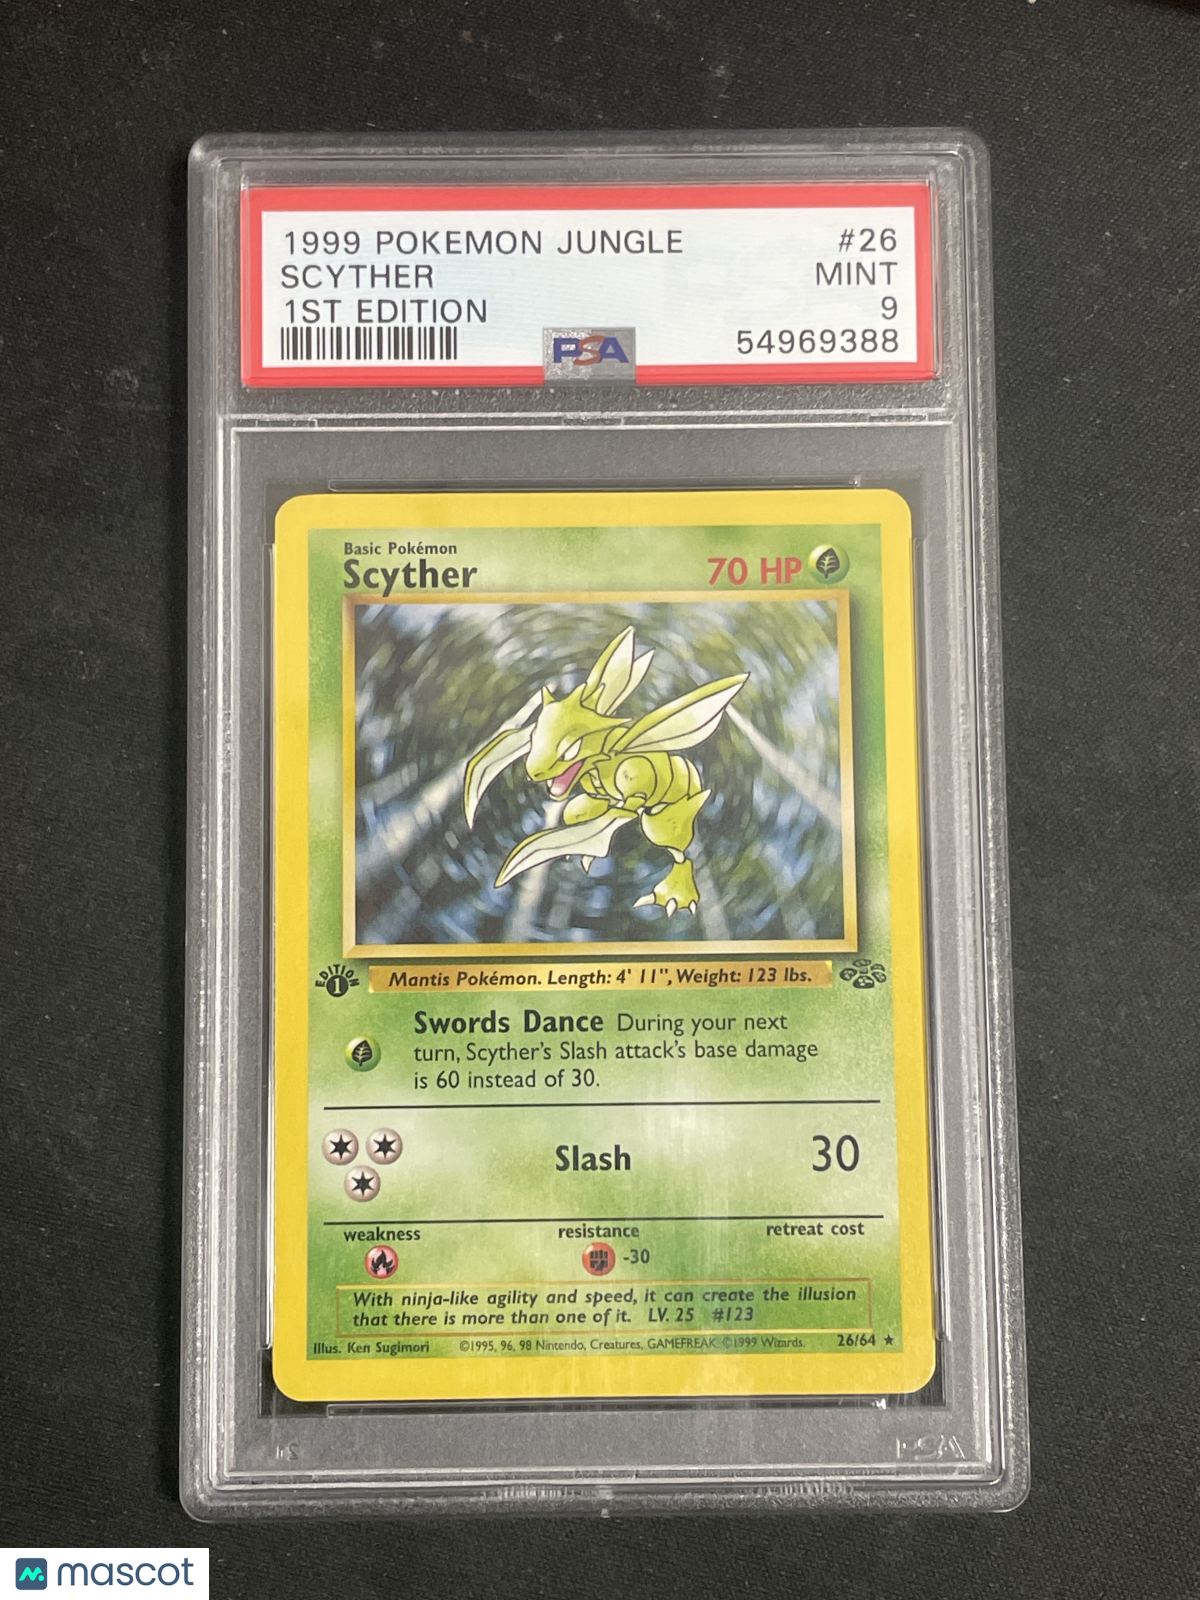 1999 POKEMON JUNGLE #26
SCYTHER MINT
1ST EDITION 9
PSA 54969388
Basic Pokémon
Scyther 70 HP
EDITION 1
Mantis Pokémon. Length: 4' 11", Weight: 123 lbs.
Swords Dance During your next
turn, Scyther's Slash attack's base damage
is 60 instead of 30.
Slash 30
weakness resistance retreat cost
-30
With ninja-like agility and speed, it can create the illusion
that there is more than one of it. LV. 25 #123
Illus. Ken Sugimori ©1995, 96, 98 Nintendo, Creatures, GAMEFREAK. ©1999 Wizards. 26/64 ★
PSA
mascot